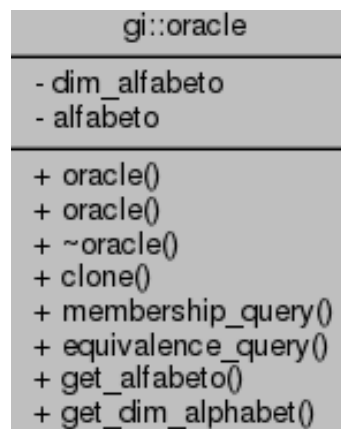 gi::oracle
- dim_alfabeto
- alfabeto
+ oracle()
+ oracle()
+ ~oracle()
+ clone()
+ membership_query()
+ equivalence_query()
+ get_alfabeto()
+ get_dim_alphabet()